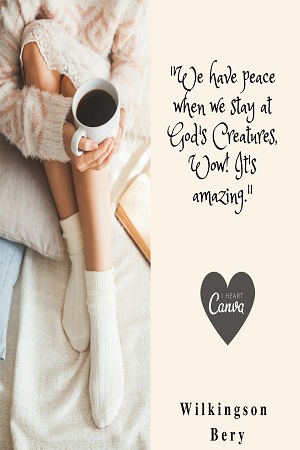 "We have peace
when we stay at
God's Creatures,
Wow! It's
amazing."
I HEART
Canva
Wilkingson
Bery